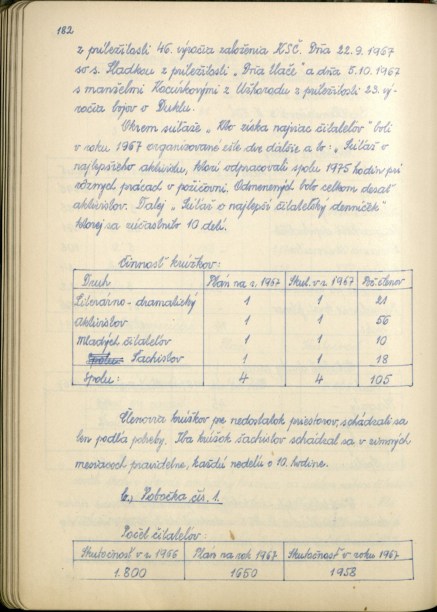 182
z príležitosti 46. výročia založenia KSČ. Dňa 22.9.1967
so s. Hladkou z príležitosti „Dňa tlače" a dňa 5.10.1967
s manželmi Kociskovými z Užhorodu z príležitosti 23. vý-
ročia bojov o Duklu.
Okrem súťaže „Kto získa najviac čitateľov" boli
v roku 1967 organizované ešte dve ďalšie a to: „Súťaž o
najlepšieho aktivistu, ktorí odpracovali spolu 1975 hodín pri
rôznych prácach v požičovni. Odmenených bolo celkom desať
aktivistov. Ďalej „Súťaž o najlepší čitateľský denníček"
ktorej sa zúčastnilo 10 detí.
Činnosť krúžkov:
Druh Plán na r. 1967 Skut. v r. 1967 Poč. členov
Literárno-dramatický 1 1 21
Aktivistov 1 1 56
Mladých čitateľov 1 1 10
Šachistov 1 1 18
Spolu: 4 4 105
Členovia krúžkov pre nedostatok priestorov, schádzali sa
len podľa potreby. Iba krúžok šachistov schádzal sa v zimných
mesiacoch pravidelne, každú nedeľu o 10. hodine.
Pobočka čís. 1.
Počet čitateľov:
Skutočnosť v r. 1966 Plán na rok 1967 Skutočnosť v roku 1967
1.800 1650 1958